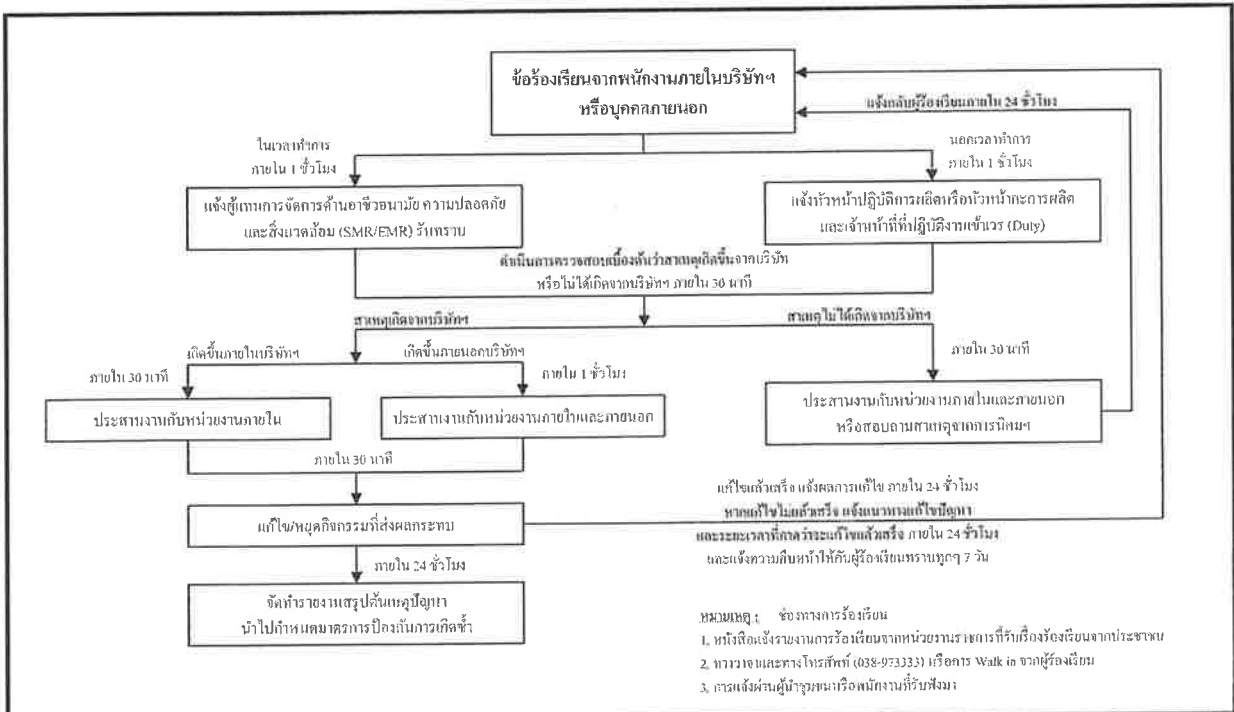 ข้อร้องเรียนจากพนักงานภายในบริษัทฯ
หรือบุคคลภายนอก
แจ้งกลับผู้ร้องเรียนภายใน 24 ชั่วโมง
ในเวลาทำการ
ภายใน 1 ชั่วโมง
นอกเวลาทำการ
ภายใน 1 ชั่วโมง
แจ้งผู้แทนการจัดการด้านอาชีวอนามัย ความปลอดภัย
และสิ่งแวดล้อม (SMR/EMR) รับทราบ
แจ้งหัวหน้าปฏิบัติการผลิตหรือหัวหน้ากะการผลิต
และเจ้าหน้าที่ที่ปฏิบัติงานเข้าเวร (Duty)
ดำเนินการตรวจสอบเบื้องต้นว่าสาเหตุเกิดขึ้นจากบริษัท
หรือไม่ได้เกิดจากบริษัทฯ ภายใน 30 นาที
สาเหตุเกิดจากบริษัทฯ
สาเหตุไม่ได้เกิดจากบริษัทฯ
เกิดขึ้นภายในบริษัทฯ
เกิดขึ้นภายนอกบริษัทฯ
ภายใน 30 นาที
ภายใน 1 ชั่วโมง
ภายใน 30 นาที
ประสานงานกับหน่วยงานภายใน
ประสานงานกับหน่วยงานภายในและภายนอก
ประสานงานกับหน่วยงานภายในและภายนอก
หรือสอบถามสาเหตุจากการนิคมฯ
ภายใน 30 นาที
แก้ไข/หยุดกิจกรรมที่ส่งผลกระทบ
แก้ไขแล้วเสร็จ แจ้งผลการแก้ไข ภายใน 24 ชั่วโมง
หากแก้ไขไม่แล้วเสร็จ แจ้งแนวทางแก้ไขปัญหา
และระยะเวลาที่คาดว่าจะแก้ไขแล้วเสร็จ ภายใน 24 ชั่วโมง
และแจ้งความคืบหน้าให้กับผู้ร้องเรียนทราบทุกๆ 7 วัน
ภายใน 24 ชั่วโมง
จัดทำรายงานสรุปต้นเหตุปัญหา
นำไปกำหนดมาตรการป้องกันการเกิดซ้ำ
หมายเหตุ : ช่องทางการร้องเรียน
1. หนังสือแจ้งรายงานการร้องเรียนจากหน่วยงานราชการที่รับเรื่องร้องเรียนจากประชาชน
2. ทางวาจาและทางโทรศัพท์ (038-973333) หรือการ Walk in จากผู้ร้องเรียน
3. การแจ้งผ่านผู้นำชุมชนหรือพนักงานที่รับฟังมา